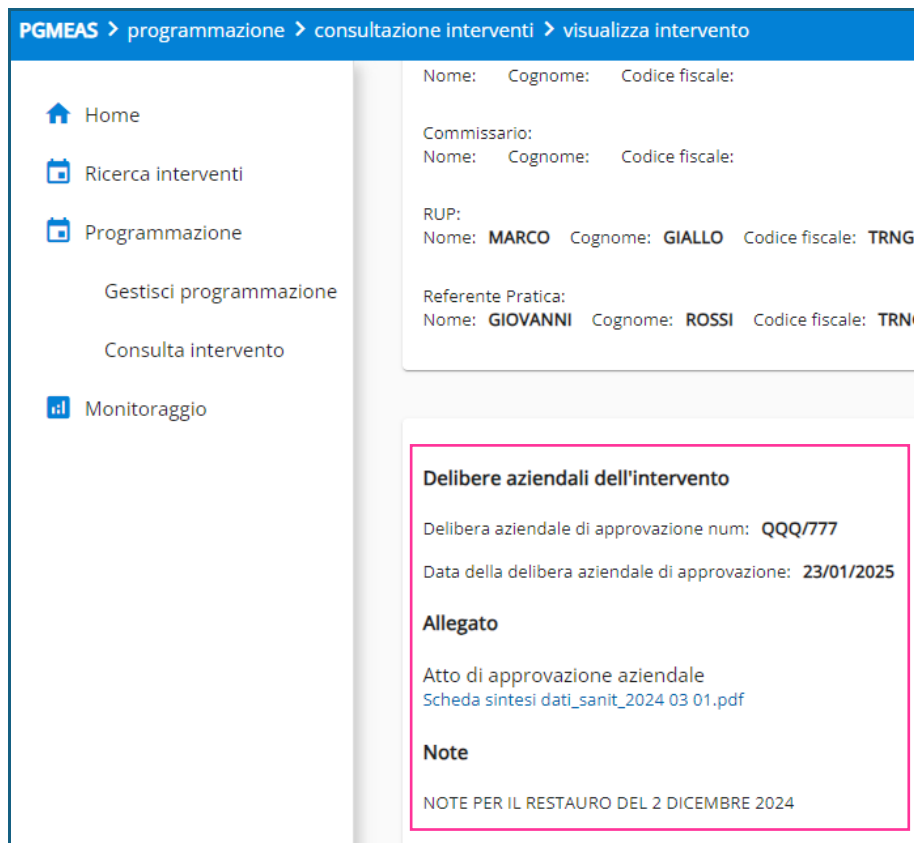 PGMEAS > programmazione > consultazione interventi > visualizza intervento
Home
Ricerca interventi
Programmazione
Gestisci programmazione
Consulta intervento
Monitoraggio
Nome: Cognome: Codice fiscale:
Commissario:
Nome: Cognome: Codice fiscale:
RUP:
Nome: MARCO Cognome: GIALLO Codice fiscale: TRNG
Referente Pratica:
Nome: GIOVANNI Cognome: ROSSI Codice fiscale: TRN
Delibere aziendali dell'intervento
Delibera aziendale di approvazione num: QQQ/777
Data della delibera aziendale di approvazione: 23/01/2025
Allegato
Atto di approvazione aziendale
Scheda sintesi dati_sanit_2024 03 01.pdf
Note
NOTE PER IL RESTAURO DEL 2 DICEMBRE 2024